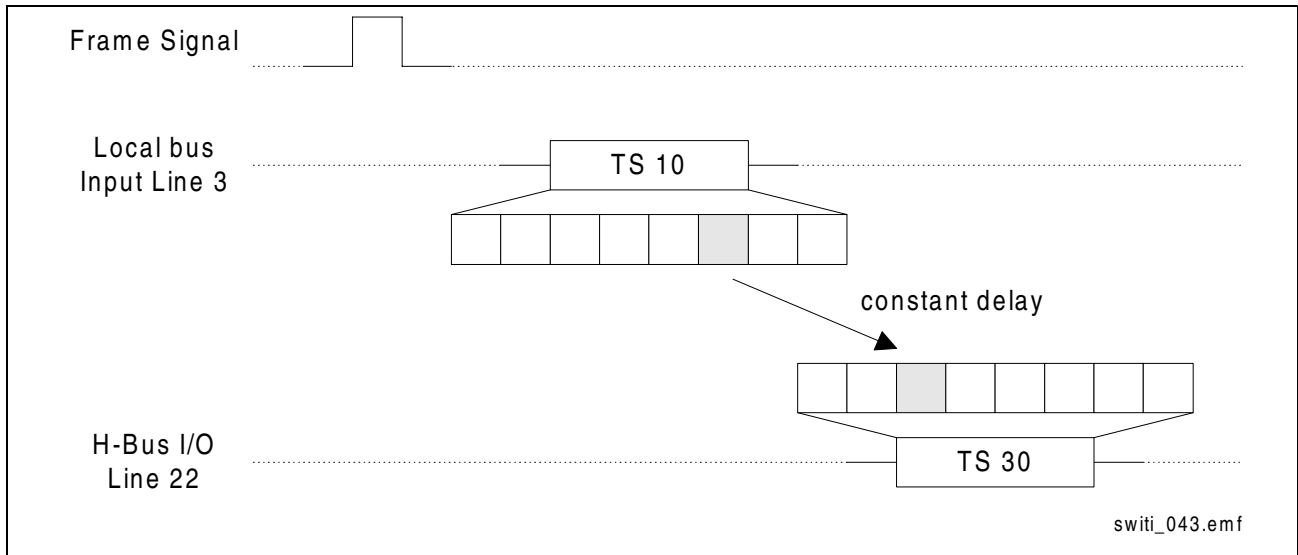 Frame Signal
Local bus
Input Line 3
TS 10
constant delay
H-Bus I/O
Line 22
TS 30
switi_043.emf